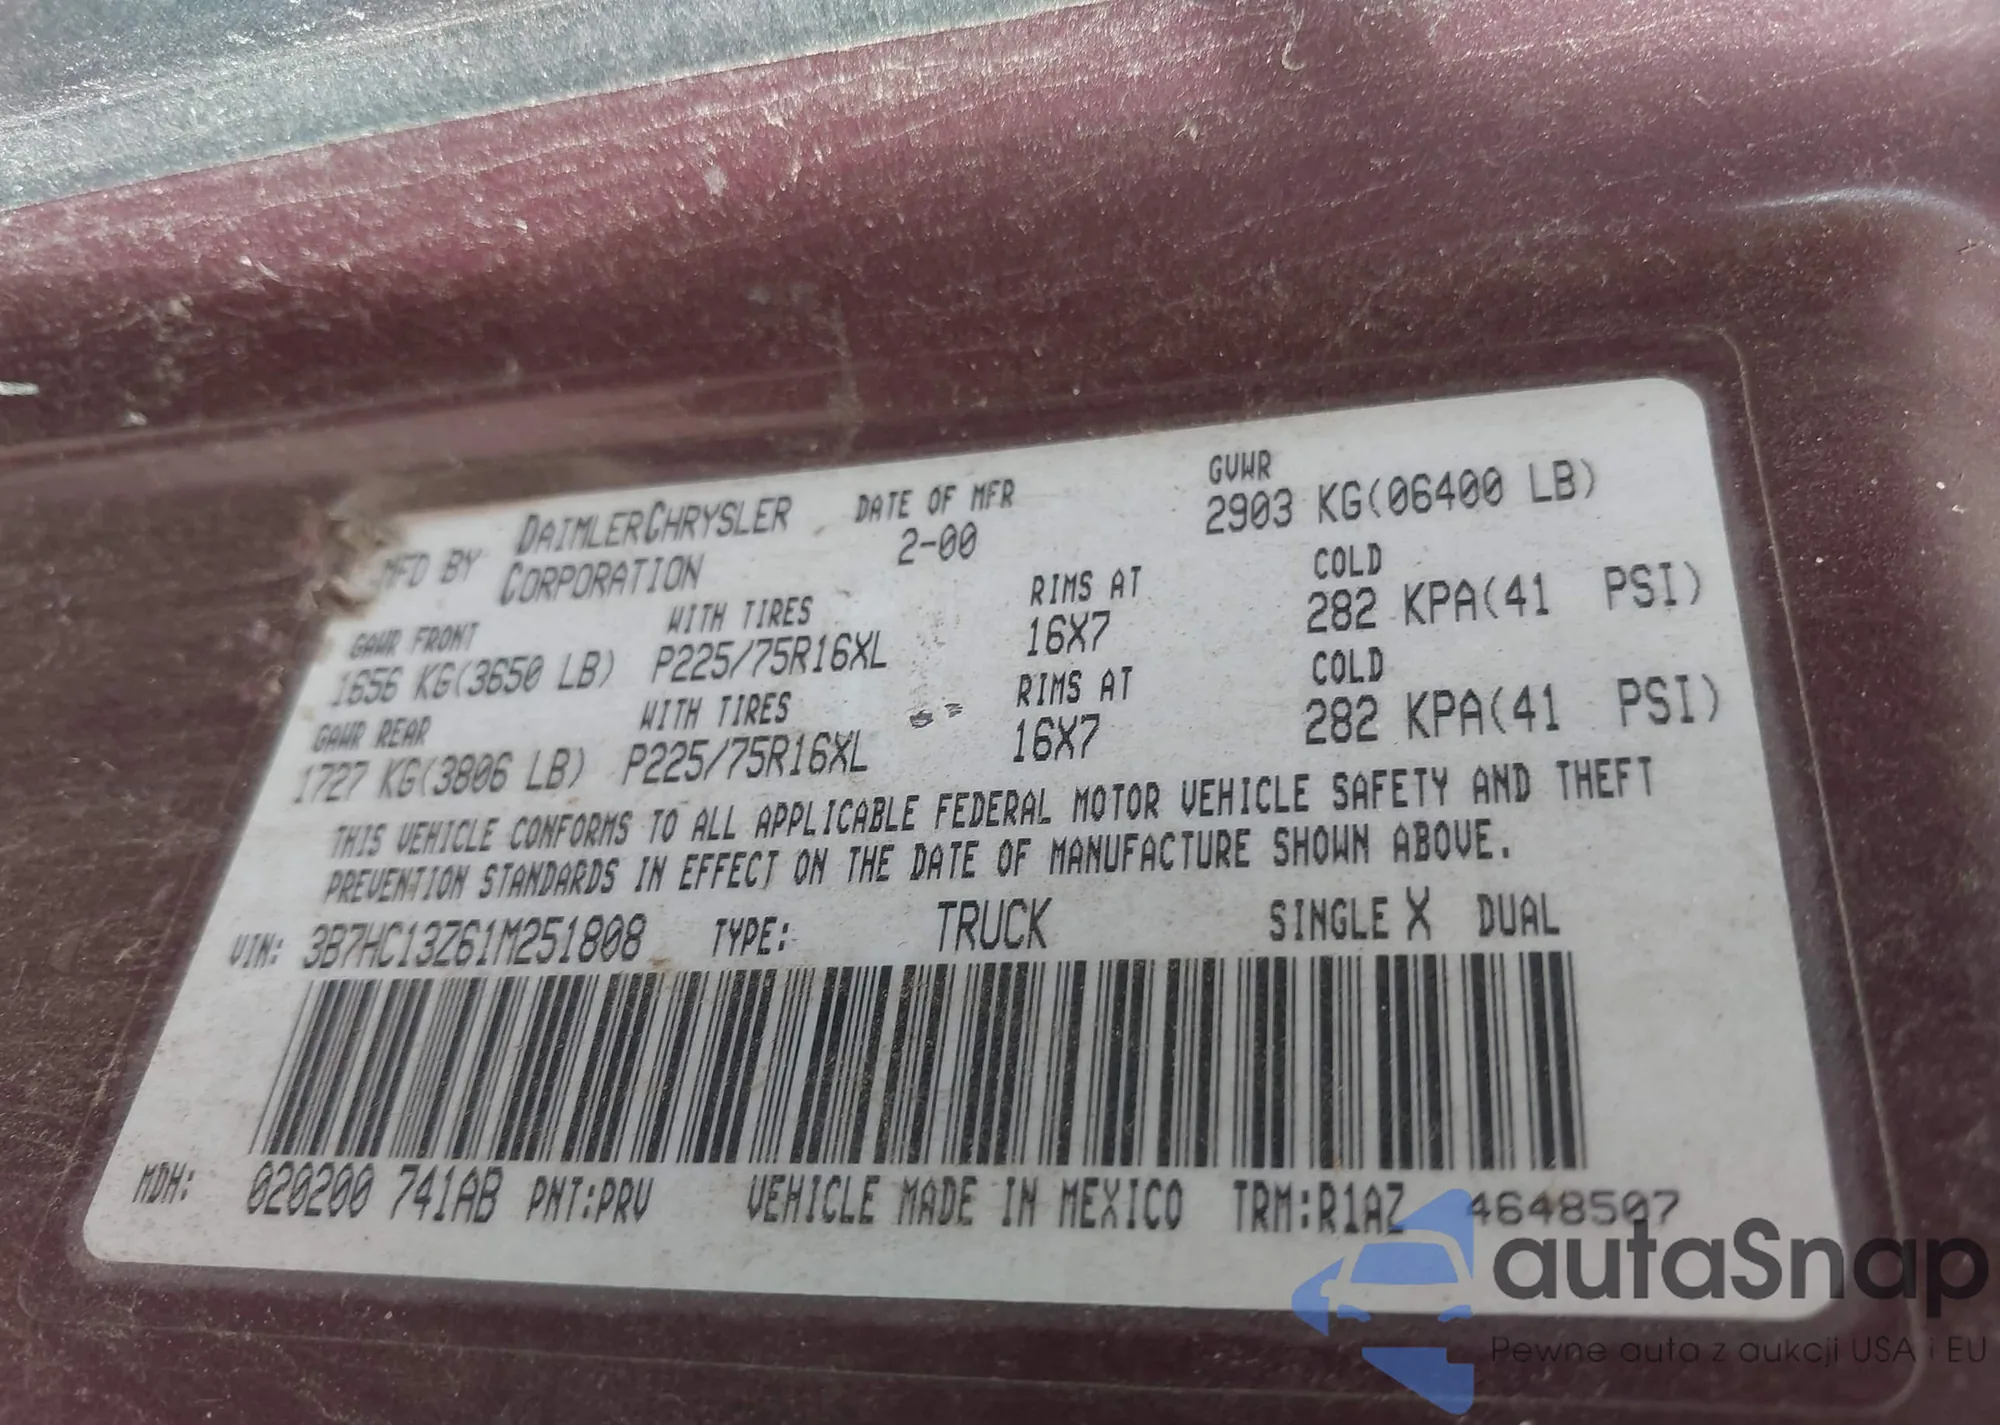 MFD BY DAIMLERCHRYSLER CORPORATION
DATE OF MFR
2-00
GVWR
2903 KG(06400 LB)
GAWR FRONT WITH TIRES RIMS AT COLD
1656 KG(3650 LB) P225/75R16XL 16X7 282 KPA(41 PSI)
GAWR REAR WITH TIRES RIMS AT COLD
1727 KG(3806 LB) P225/75R16XL 16X7 282 KPA(41 PSI)
THIS VEHICLE CONFORMS TO ALL APPLICABLE FEDERAL MOTOR VEHICLE SAFETY AND THEFT
PREVENTION STANDARDS IN EFFECT ON THE DATE OF MANUFACTURE SHOWN ABOVE.
VIN: 3B7HC13Z61M251808 TYPE: TRUCK SINGLE X DUAL
MDH: 020200 741AB PNT:PRV VEHICLE MADE IN MEXICO TRM:R1AZ 4648507
autaSnap
Pewne auta z aukcji USA i EU